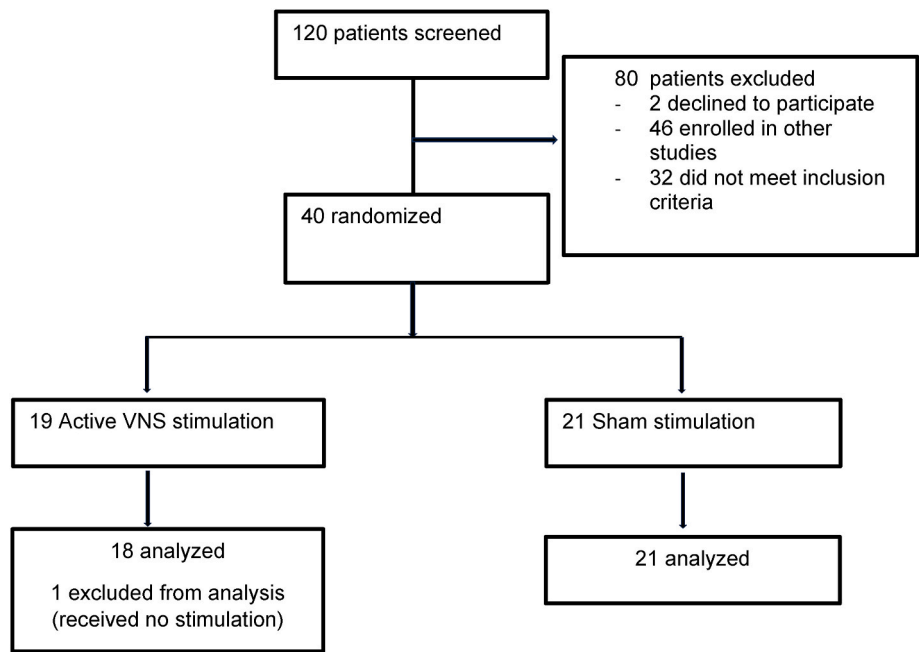 120 patients screened
80 patients excluded
- 2 declined to participate
- 46 enrolled in other
studies
- 32 did not meet inclusion
criteria
40 randomized
19 Active VNS stimulation
21 Sham stimulation
18 analyzed
1 excluded from analysis
(received no stimulation)
21 analyzed